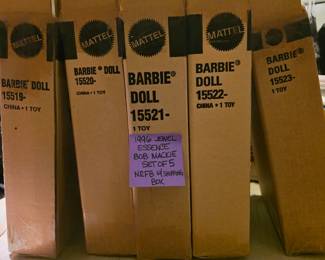 MATTEL
BARBIE® DOLL
15519-
CHINA • 1 TOY
MATTEL
BARBIE® DOLL
15520-
CHINA • 1 TOY
MATTEL
BARBIE®
DOLL
15521-
1 TOY
1996 JEWEL
ESSENCE
BOB MACKIE
SET OF 5
NRFB W/SHIPPING
BOX
MATTEL
BARBIE®
DOLL
15522-
CHINA • 1 TOY
BARBIE®
DOLL
15523-
1 TOY